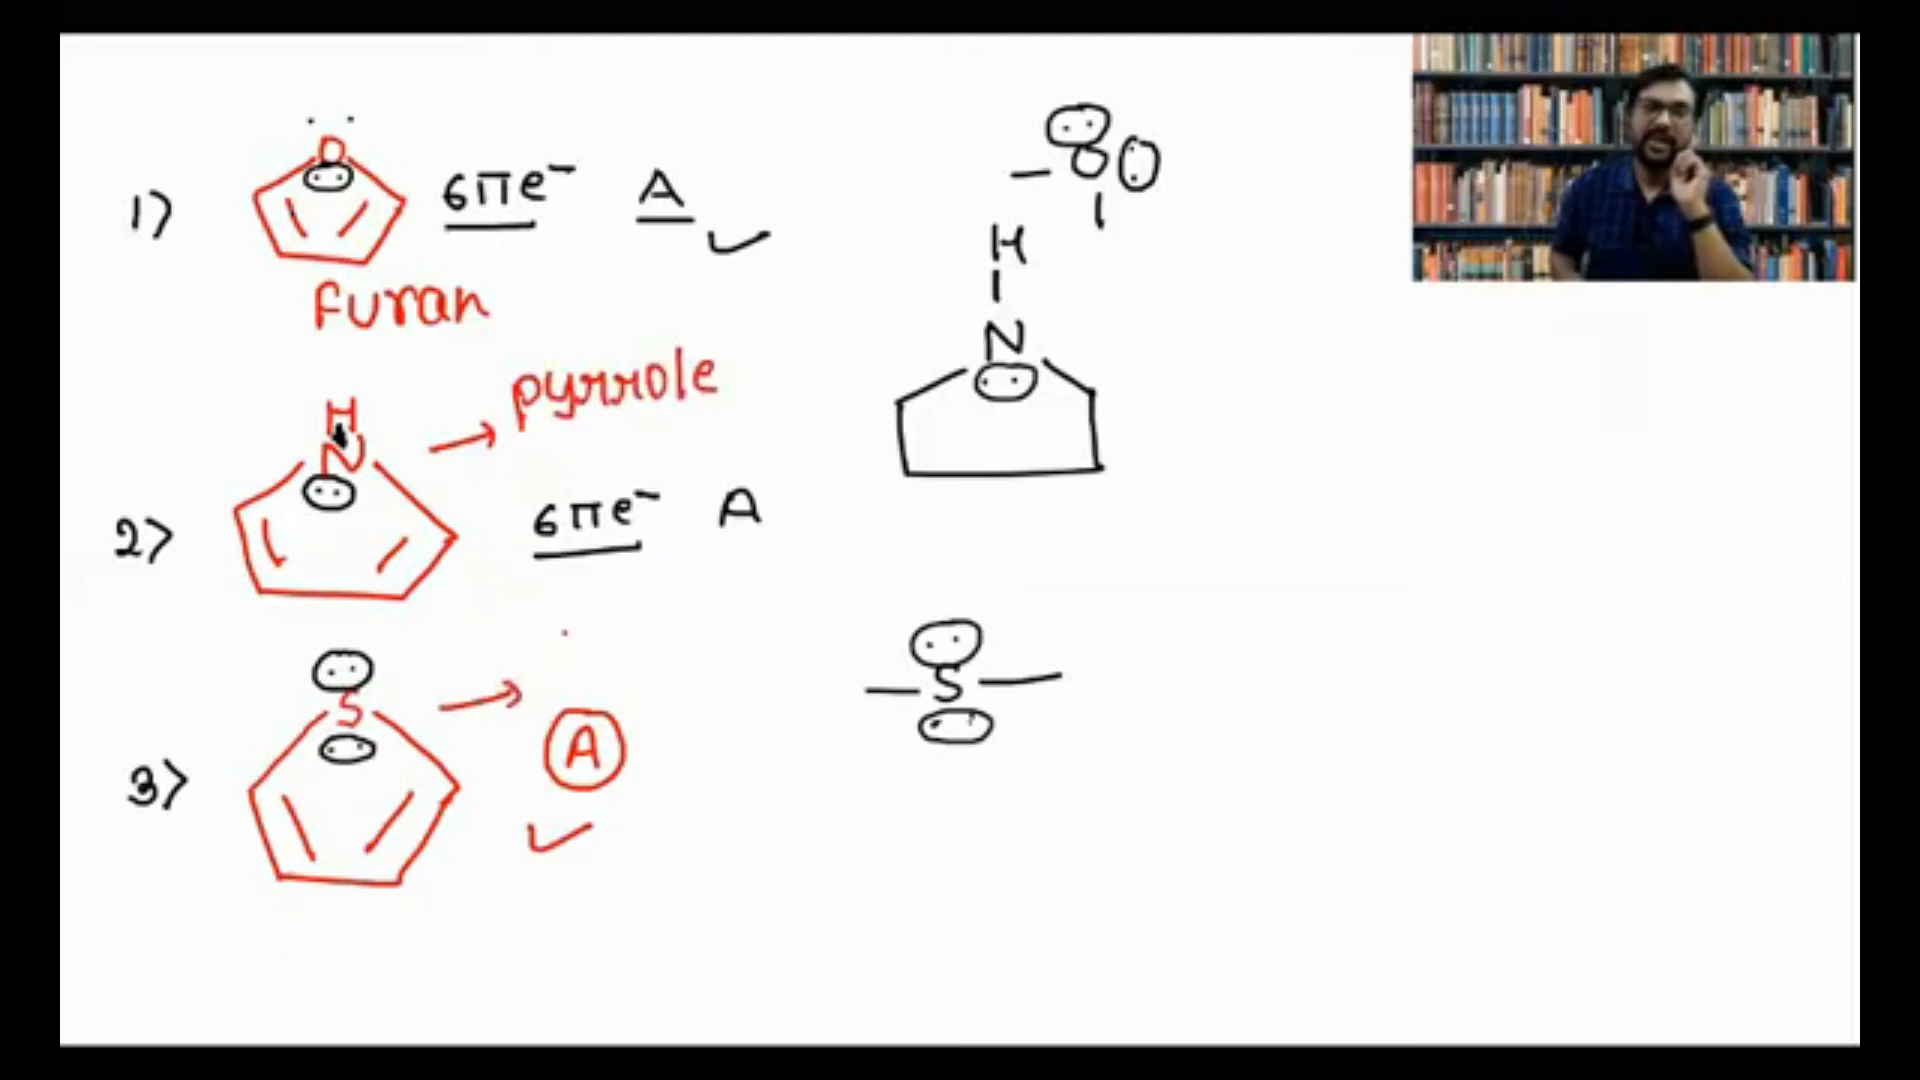 1) O 6πe⁻ A
furan
2) H N 6πe⁻ A
→ pyrrole
3) S → A
O
H
N
S